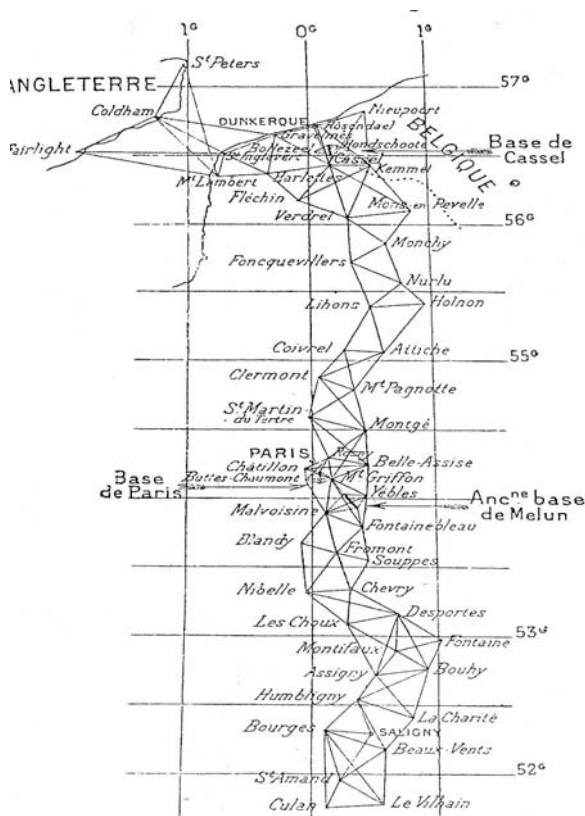 1ᴳ 0ᴳ 1ᴳ
Sᵗ Peters
57ᴳ
ANGLETERRE
Coldham
Nieuport
DUNKERQUE
Rosendael
Gravelines
Hondschoote
BELGIQUE
Fairlight
Bollezeele
Sᵗ Inglevert
Cassel
Base de
Cassel
Kemmel
Mᵗ Lambert
Harlettes
Fléchin
Mons-en-Pevelle
Verdrel
56ᴳ
Monchy
Foncquevillers
Nurlu
Lihons
Holnon
Coivrel
Attiche
55ᴳ
Clermont
Mᵗ Pagnotte
Sᵗ Martin
du Tertre
Montgé
PARIS
Rosny
Châtillon
Belle-Assise
Buttes-Chaumont
Mᵗ Griffon
Base
de Paris
Yèbles
Ancⁿᵉ base
de Melun
Malvoisine
Fontainebleau
Blandy
Fromont
Souppes
Nibelle
Chevry
Desportes
Les Choux
53ᴳ
Fontaine
Montifaux
Assigny
Bouhy
Humbligny
La Charité
Bourges
SALIGNY
Beaux-Vents
Sᵗ Amand
52ᴳ
Culan
Le Vilhain